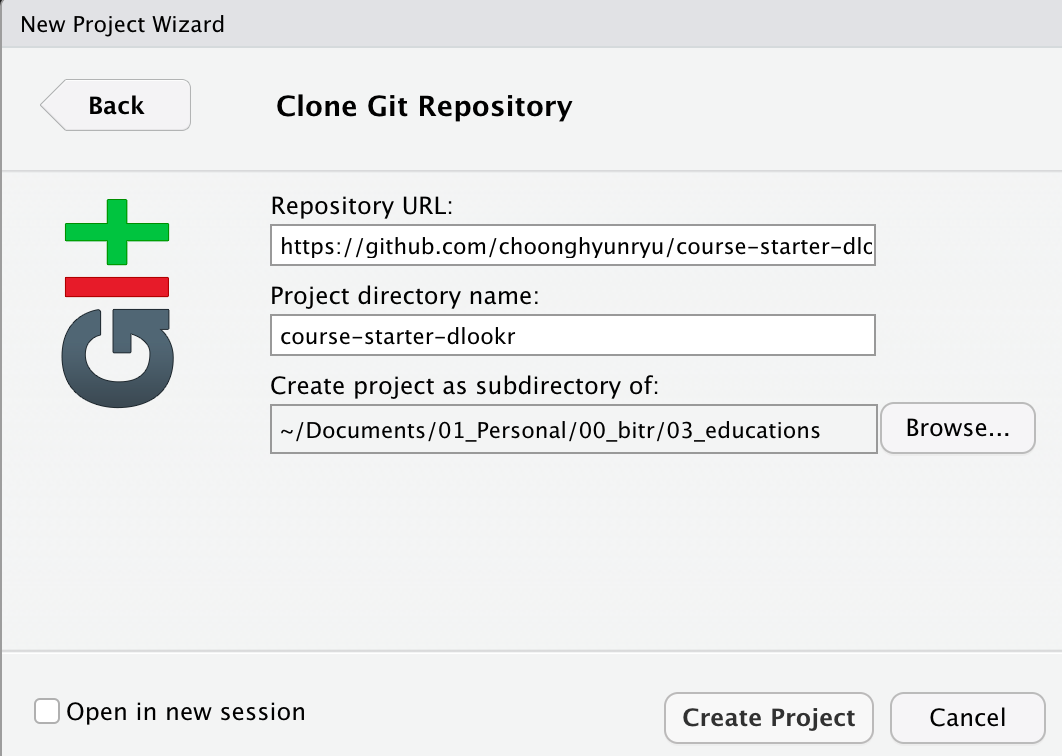 New Project Wizard
Back
Clone Git Repository
GIt
Repository URL:
https://github.com/choonghyunryu/course-starter-dlo
Project directory name:
course-starter-dlookr
Create project as subdirectory of:
~/Documents/01_Personal/00_bitr/03_educations
Browse...
Open in new session
Create Project
Cancel